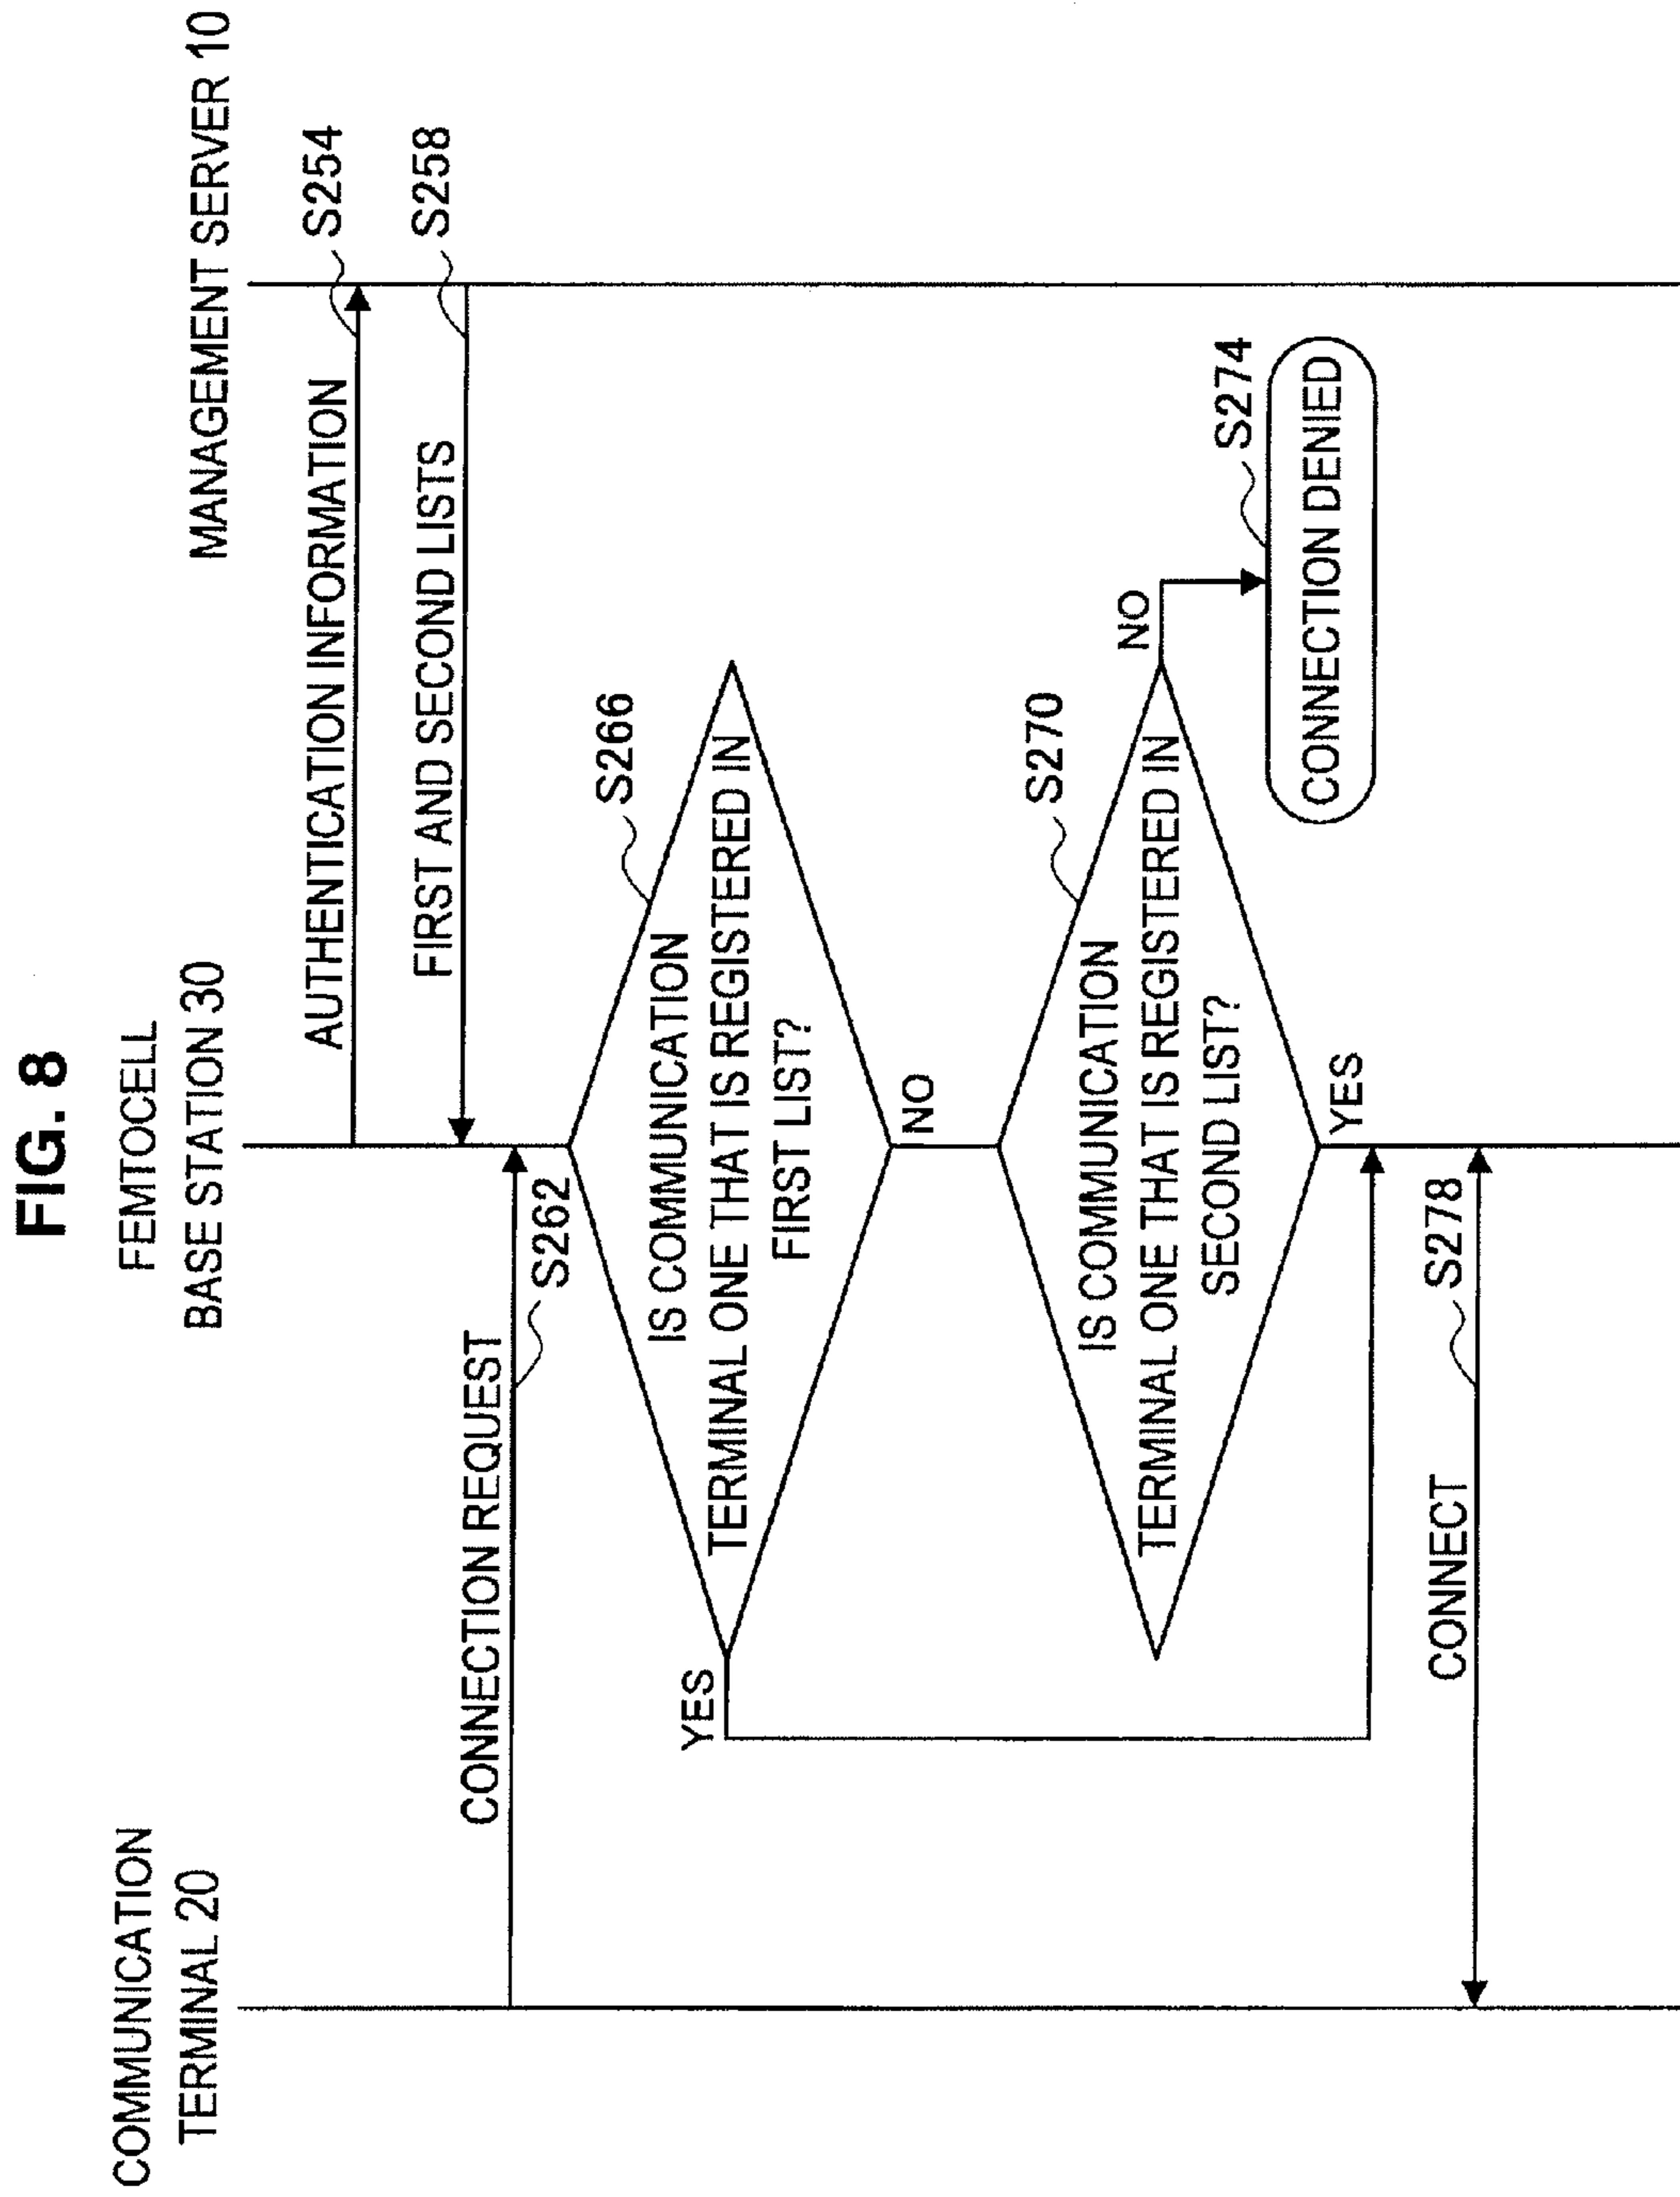 FIG. 8
COMMUNICATION
TERMINAL 20
FEMTOCELL
BASE STATION 30
MANAGEMENT SERVER 10
AUTHENTICATION INFORMATION
S254
FIRST AND SECOND LISTS
S258
CONNECTION REQUEST
S262
S266
IS COMMUNICATION
TERMINAL ONE THAT IS REGISTERED IN
FIRST LIST?
YES
NO
S270
IS COMMUNICATION
TERMINAL ONE THAT IS REGISTERED IN
SECOND LIST?
NO
S274
CONNECTION DENIED
YES
CONNECT
S278